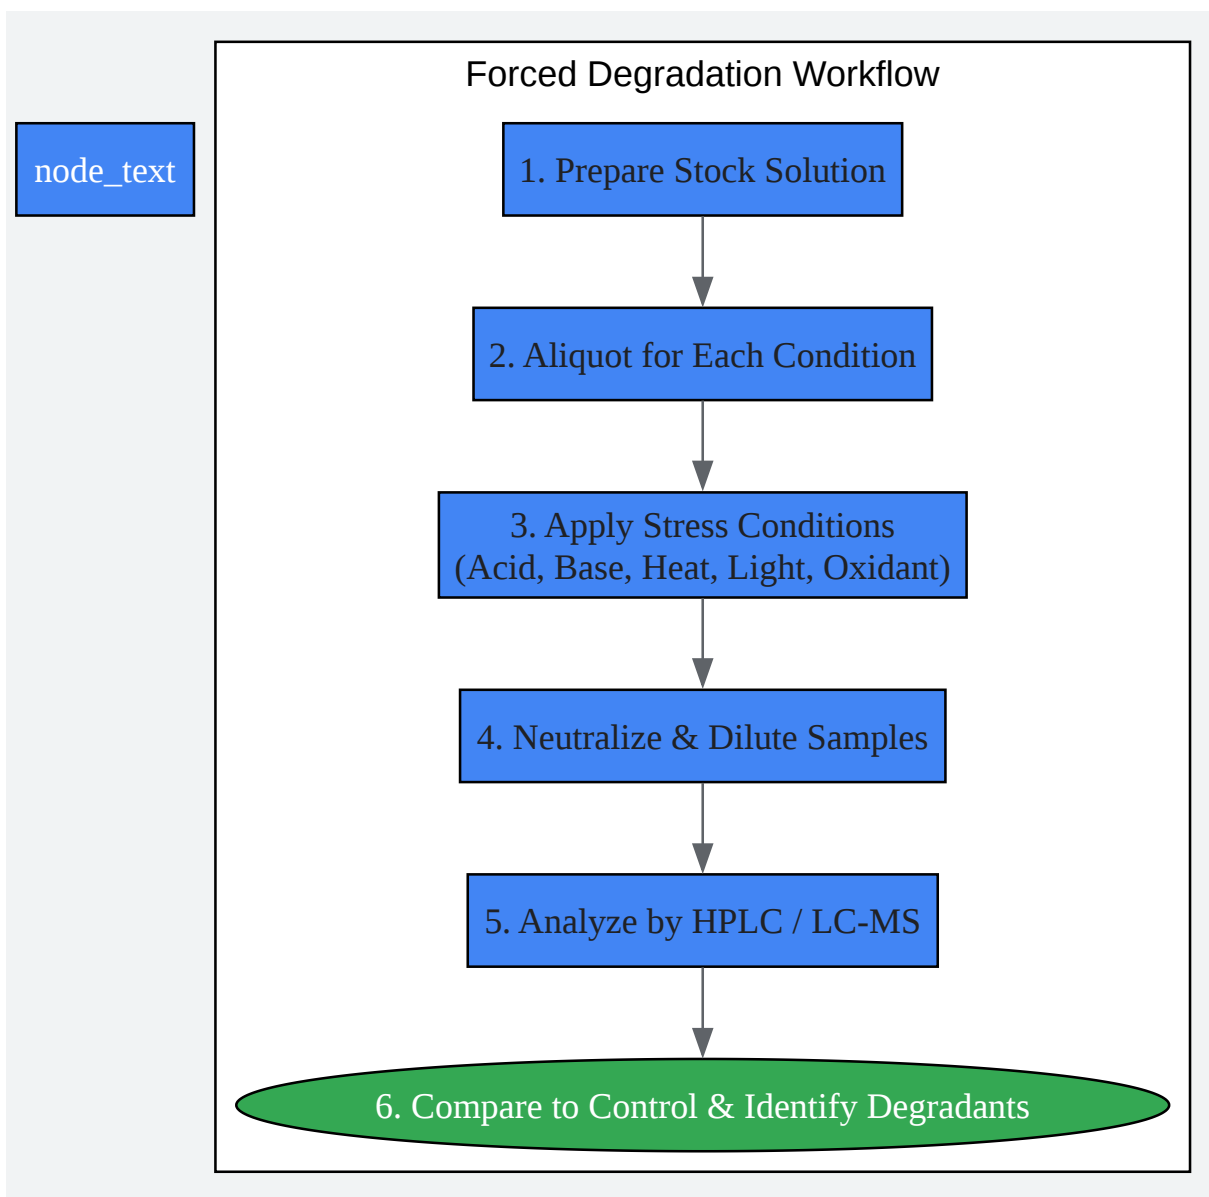 Forced Degradation Workflow
node_text
1. Prepare Stock Solution
2. Aliquot for Each Condition
3. Apply Stress Conditions
(Acid, Base, Heat, Light, Oxidant)
4. Neutralize & Dilute Samples
5. Analyze by HPLC / LC-MS
6. Compare to Control & Identify Degradants